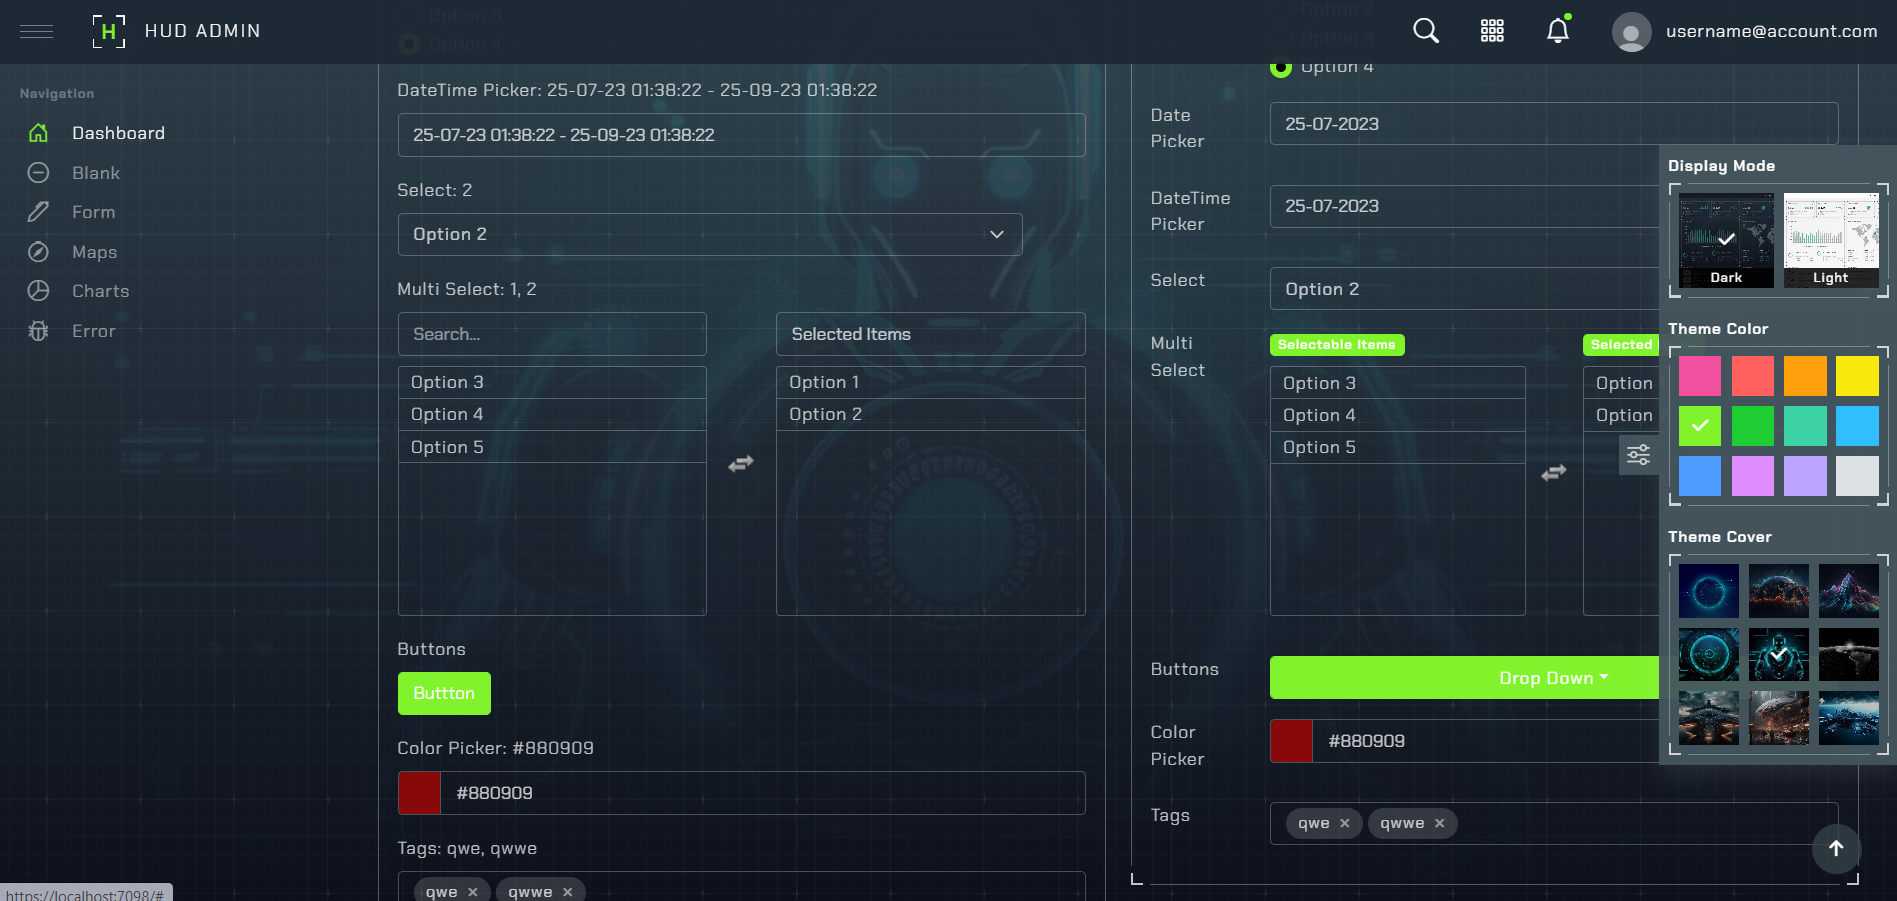 Option 3
Option 2
HUD ADMIN
username@account.com
Option 4
Option 3
Option 4
Navigation
Dashboard
Blank
Form
Maps
Charts
Error
DateTime Picker: 25-07-23 01:38:22 - 25-09-23 01:38:22
25-07-23 01:38:22 - 25-09-23 01:38:22
Select: 2
Option 2
Multi Select: 1, 2
Search...
Selected Items
Option 3
Option 1
Option 4
Option 2
Option 5
Buttons
Buttton
Color Picker: #880909
#880909
Tags: qwe, qwwe
qwe × qwwe ×
Date
Picker
25-07-2023
DateTime
Picker
25-07-2023
Select
Option 2
Multi
Select
Selectable Items
Selected
Option 3
Option
Option 4
Option
Option 5
Buttons
Drop Down
Color
Picker
#880909
Tags
qwe × qwwe ×
Display Mode
Dark
Light
Theme Color
Theme Cover
https://localhost:7098/#